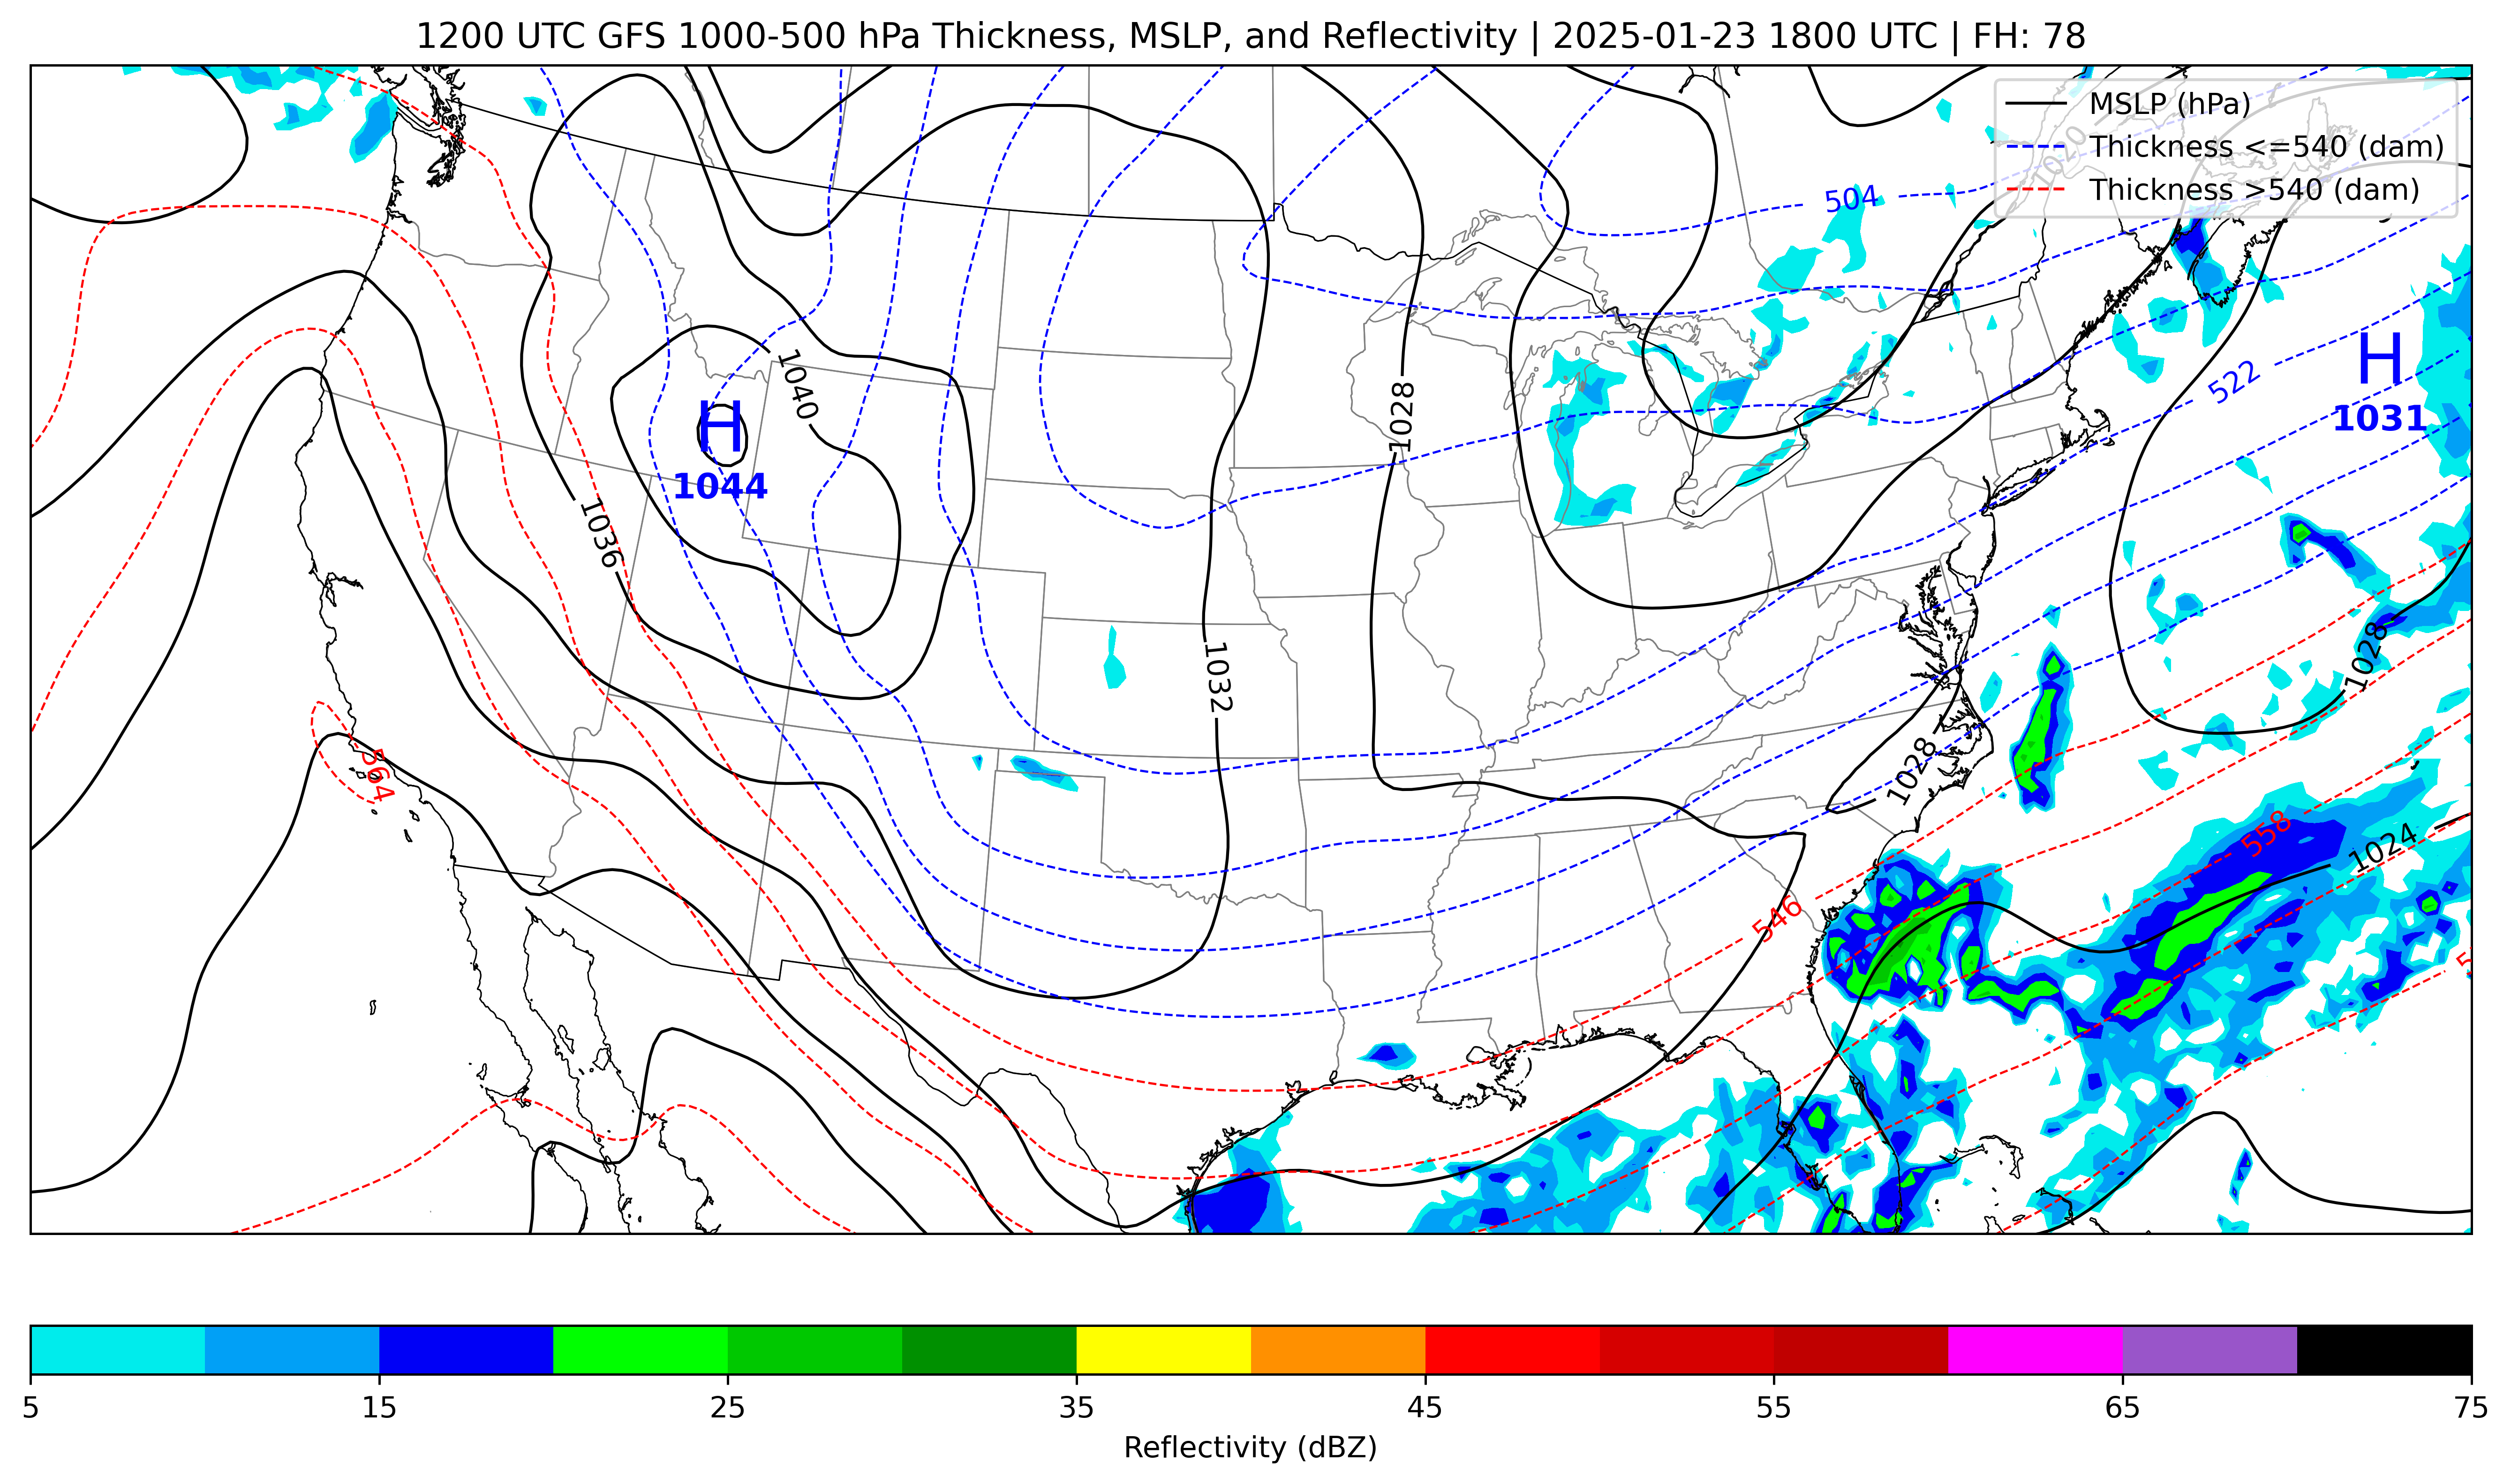 1200 UTC GFS 1000-500 hPa Thickness, MSLP, and Reflectivity | 2025-01-23 1800 UTC | FH: 78
MSLP (hPa)
Thickness <=540 (dam)
Thickness >540 (dam)
1020
504
H
1031
522
1040
H
1044
1028
1036
1032
1028
1028
564
558
1024
546
5 15 25 35 45 55 65 75
Reflectivity (dBZ)